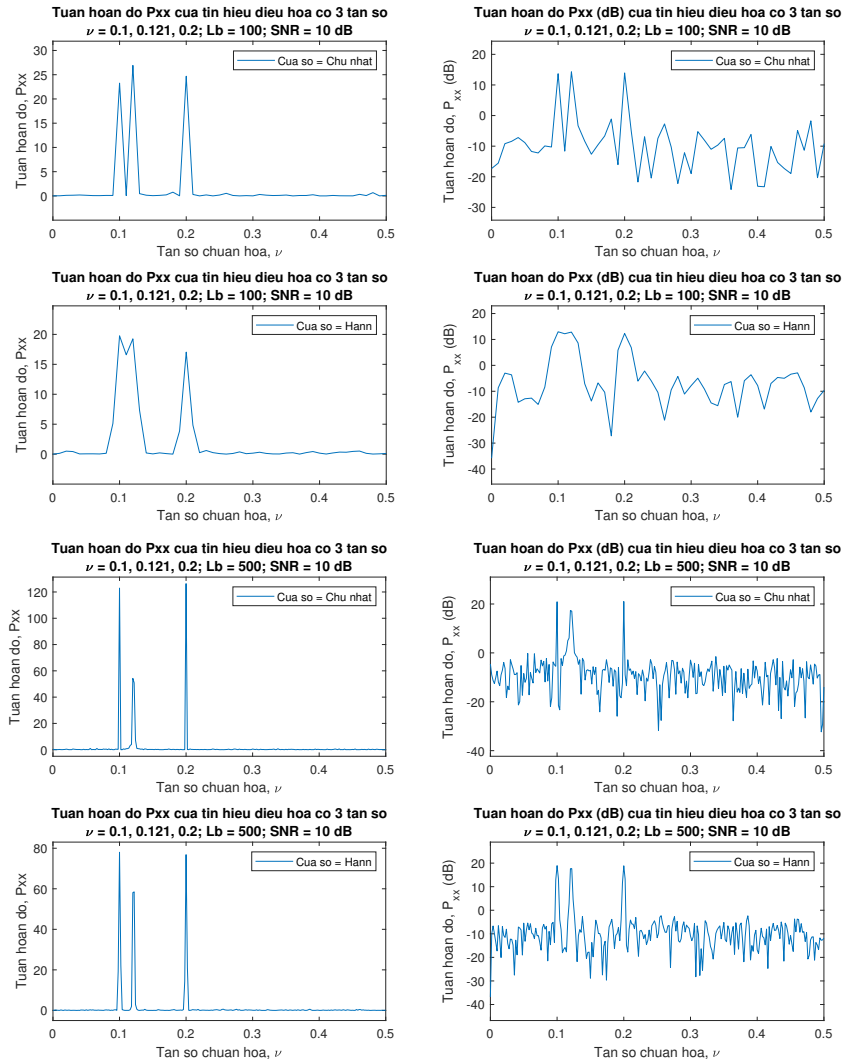 Tuan hoan do Pxx cua tin hieu dieu hoa co 3 tan so
ν = 0.1, 0.121, 0.2; Lb = 100; SNR = 10 dB
Cua so = Chu nhat
30
25
20
15
10
5
0
Tuan hoan do, Pxx
0 0.1 0.2 0.3 0.4 0.5
Tan so chuan hoa, ν
Tuan hoan do Pxx (dB) cua tin hieu dieu hoa co 3 tan so
ν = 0.1, 0.121, 0.2; Lb = 100; SNR = 10 dB
Cua so = Chu nhat
20
10
0
-10
-20
-30
Tuan hoan do, P_xx (dB)
0 0.1 0.2 0.3 0.4 0.5
Tan so chuan hoa, ν
Tuan hoan do Pxx cua tin hieu dieu hoa co 3 tan so
ν = 0.1, 0.121, 0.2; Lb = 100; SNR = 10 dB
Cua so = Hann
20
15
10
5
0
Tuan hoan do, Pxx
0 0.1 0.2 0.3 0.4 0.5
Tan so chuan hoa, ν
Tuan hoan do Pxx (dB) cua tin hieu dieu hoa co 3 tan so
ν = 0.1, 0.121, 0.2; Lb = 100; SNR = 10 dB
Cua so = Hann
20
10
0
-10
-20
-30
-40
Tuan hoan do, P_xx (dB)
0 0.1 0.2 0.3 0.4 0.5
Tan so chuan hoa, ν
Tuan hoan do Pxx cua tin hieu dieu hoa co 3 tan so
ν = 0.1, 0.121, 0.2; Lb = 500; SNR = 10 dB
Cua so = Chu nhat
120
100
80
60
40
20
0
Tuan hoan do, Pxx
0 0.1 0.2 0.3 0.4 0.5
Tan so chuan hoa, ν
Tuan hoan do Pxx (dB) cua tin hieu dieu hoa co 3 tan so
ν = 0.1, 0.121, 0.2; Lb = 500; SNR = 10 dB
Cua so = Chu nhat
20
0
-20
-40
Tuan hoan do, P_xx (dB)
0 0.1 0.2 0.3 0.4 0.5
Tan so chuan hoa, ν
Tuan hoan do Pxx cua tin hieu dieu hoa co 3 tan so
ν = 0.1, 0.121, 0.2; Lb = 500; SNR = 10 dB
Cua so = Hann
80
60
40
20
0
Tuan hoan do, Pxx
0 0.1 0.2 0.3 0.4 0.5
Tan so chuan hoa, ν
Tuan hoan do Pxx (dB) cua tin hieu dieu hoa co 3 tan so
ν = 0.1, 0.121, 0.2; Lb = 500; SNR = 10 dB
Cua so = Hann
20
10
0
-10
-20
-30
-40
Tuan hoan do, P_xx (dB)
0 0.1 0.2 0.3 0.4 0.5
Tan so chuan hoa, ν